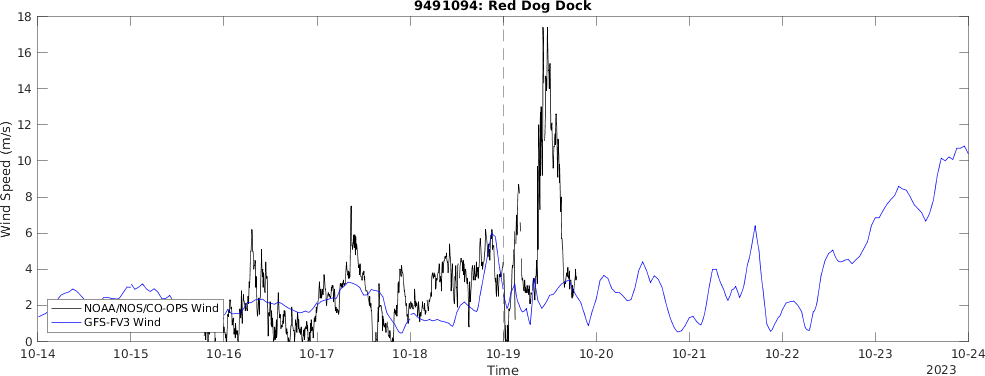 9491094: Red Dog Dock
Wind Speed (m/s)
18
16
14
12
10
8
6
4
2
0
NOAA/NOS/CO-OPS Wind
GFS-FV3 Wind
10-14 10-15 10-16 10-17 10-18 10-19 10-20 10-21 10-22 10-23 10-24
Time
2023